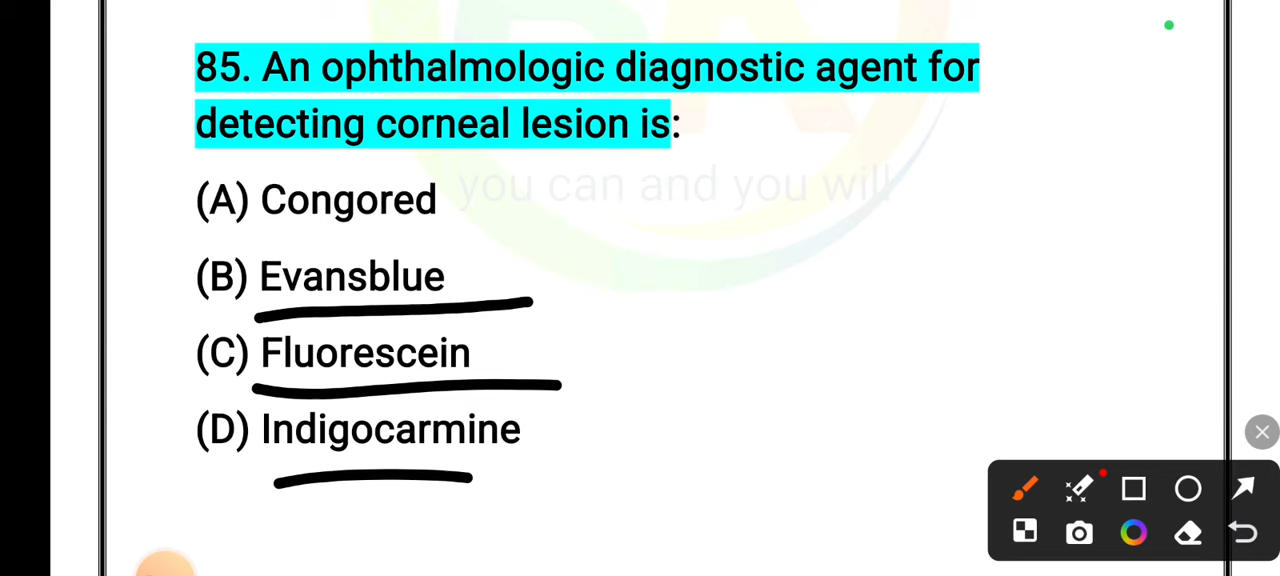 85. An ophthalmologic diagnostic agent for
detecting corneal lesion is:
you can and you will
(A) Congored
(B) Evansblue
(C) Fluorescein
(D) Indigocarmine